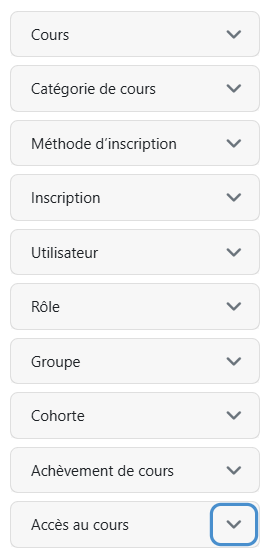 Cours
Catégorie de cours
Méthode d’inscription
Inscription
Utilisateur
Rôle
Groupe
Cohorte
Achèvement de cours
Accès au cours